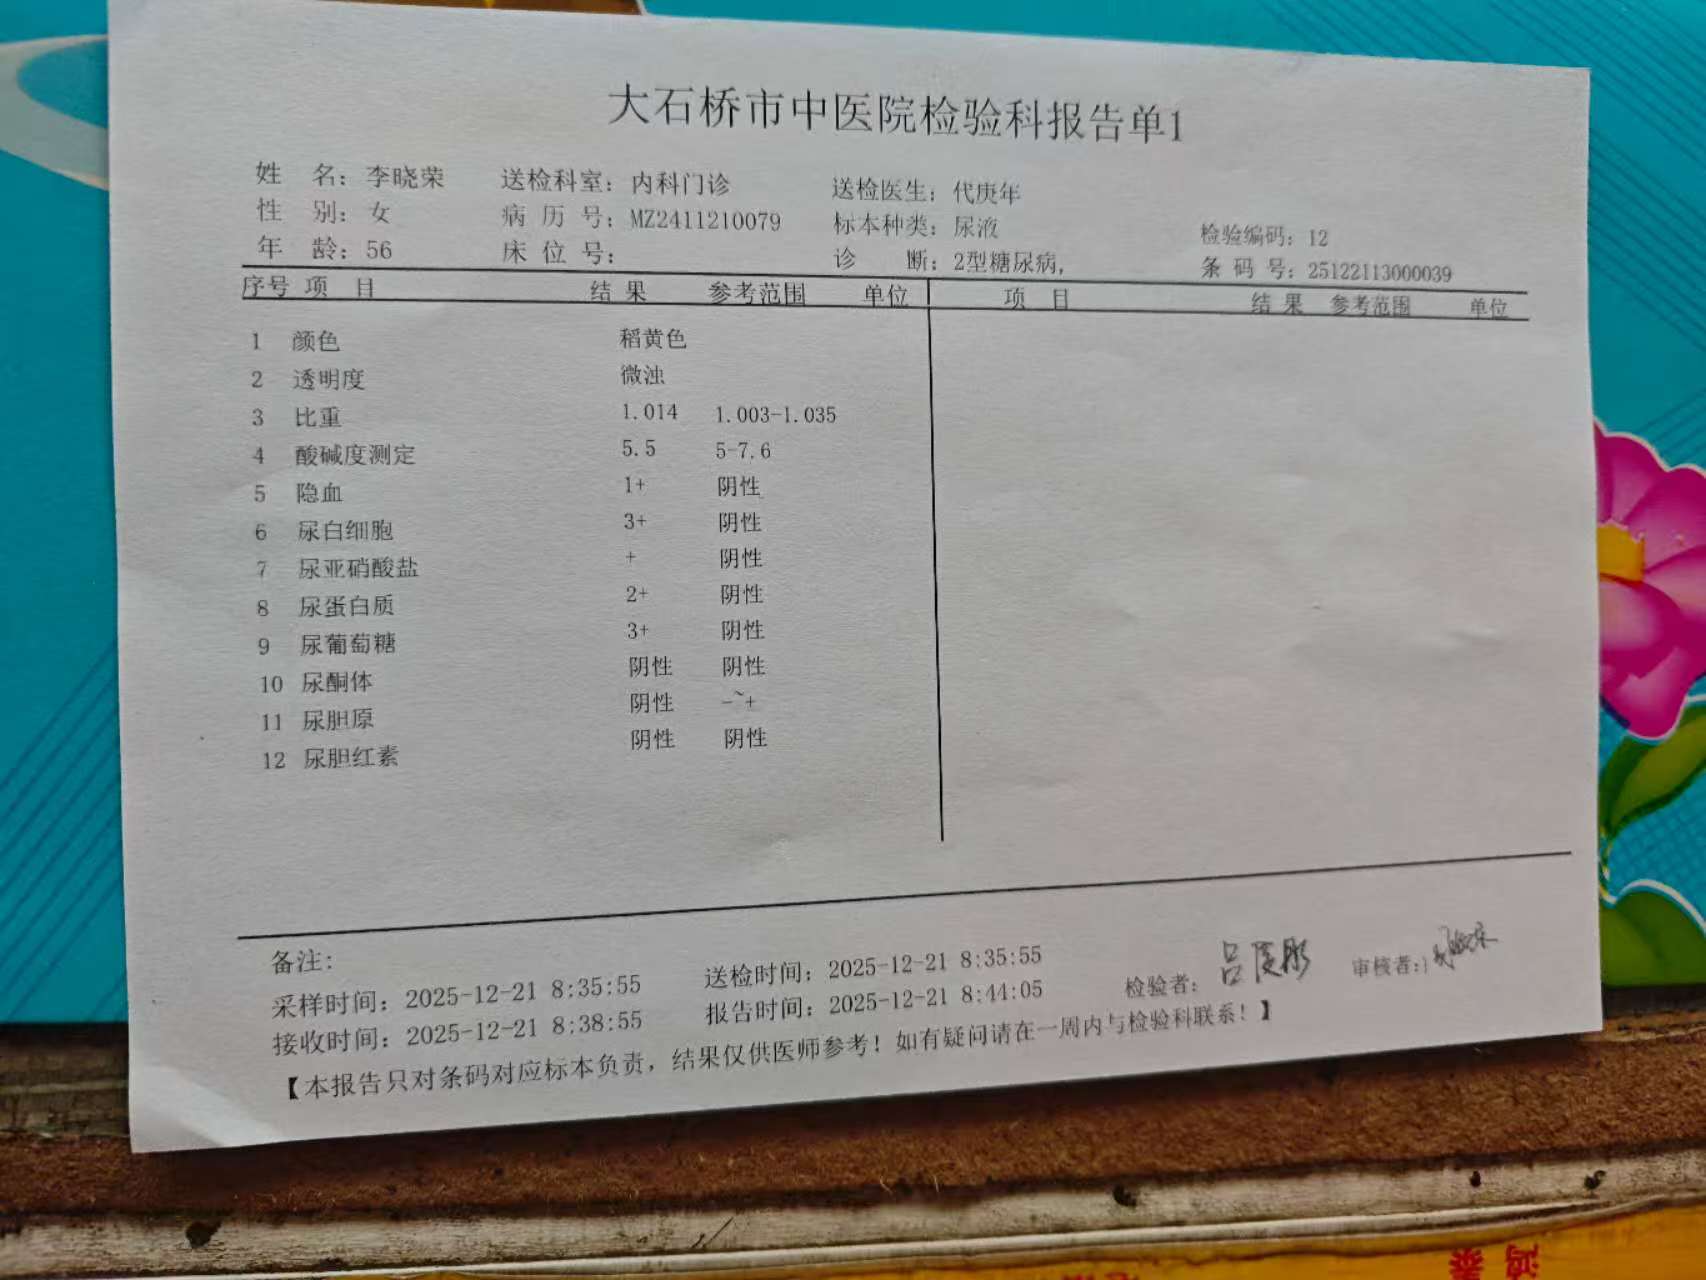 大石桥市中医院检验科报告单1
姓 名：李晓荣 送检科室：内科门诊 送检医生：代庚年
性 别：女 病 历 号：MZ2411210079 标本种类：尿液 检验编码：12
年 龄：56 床 位 号： 诊 断：2型糖尿病， 条 码 号：25122113000039
序号 项 目 结 果 参考范围 单位 项 目 结 果 参考范围 单位
1 颜色 稻黄色
2 透明度 微浊
3 比重 1.014 1.003-1.035
4 酸碱度测定 5.5 5-7.6
5 隐血 1+ 阴性
6 尿白细胞 3+ 阴性
7 尿亚硝酸盐 + 阴性
8 尿蛋白质 2+ 阴性
9 尿葡萄糖 3+ 阴性
10 尿酮体 阴性 阴性
11 尿胆原 阴性 -~+
12 尿胆红素 阴性 阴性
备注：
采样时间：2025-12-21 8:35:55 送检时间：2025-12-21 8:35:55 检验者： 审核者：
接收时间：2025-12-21 8:38:55 报告时间：2025-12-21 8:44:05
【本报告只对条码对应标本负责，结果仅供医师参考！如有疑问请在一周内与检验科联系！】
鸿泰